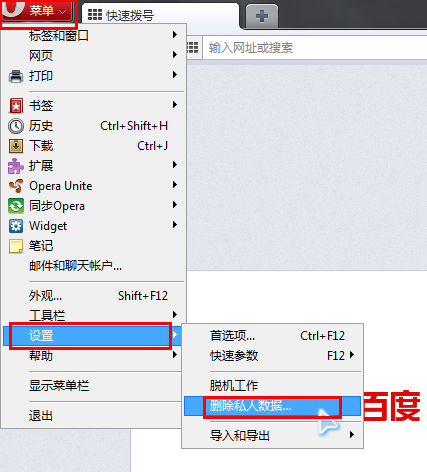 菜单
快速拨号
输入网址或搜索
标签和窗口
网页
打印
书签
历史 Ctrl+Shift+H
下载 Ctrl+J
扩展
Opera Unite
同步Opera
Widget
笔记
邮件和聊天帐户...
外观... Shift+F12
工具栏
设置
帮助
显示菜单栏
退出
首选项... Ctrl+F12
快速参数 F12
脱机工作
删除私人数据...
导入和导出
百度